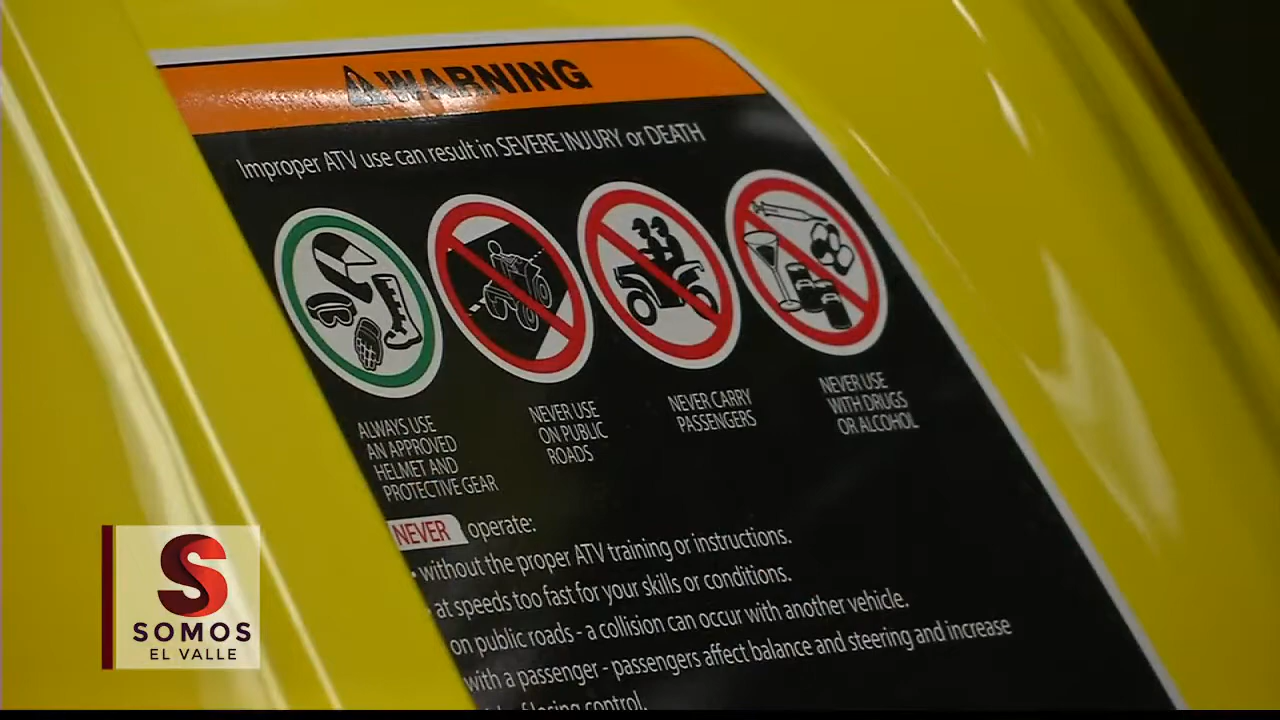 WARNING
Improper ATV use can result in SEVERE INJURY or DEATH
ALWAYS USE
AN APPROVED
HELMET AND
PROTECTIVE GEAR
NEVER USE
ON PUBLIC
ROADS
NEVER CARRY
PASSENGERS
NEVER USE
WITH DRUGS
OR ALCOHOL
NEVER operate:
• without the proper ATV training or instructions.
• at speeds too fast for your skills or conditions.
on public roads - a collision can occur with another vehicle.
with a passenger - passengers affect balance and steering and increase
losing control.
S
SOMOS
EL VALLE